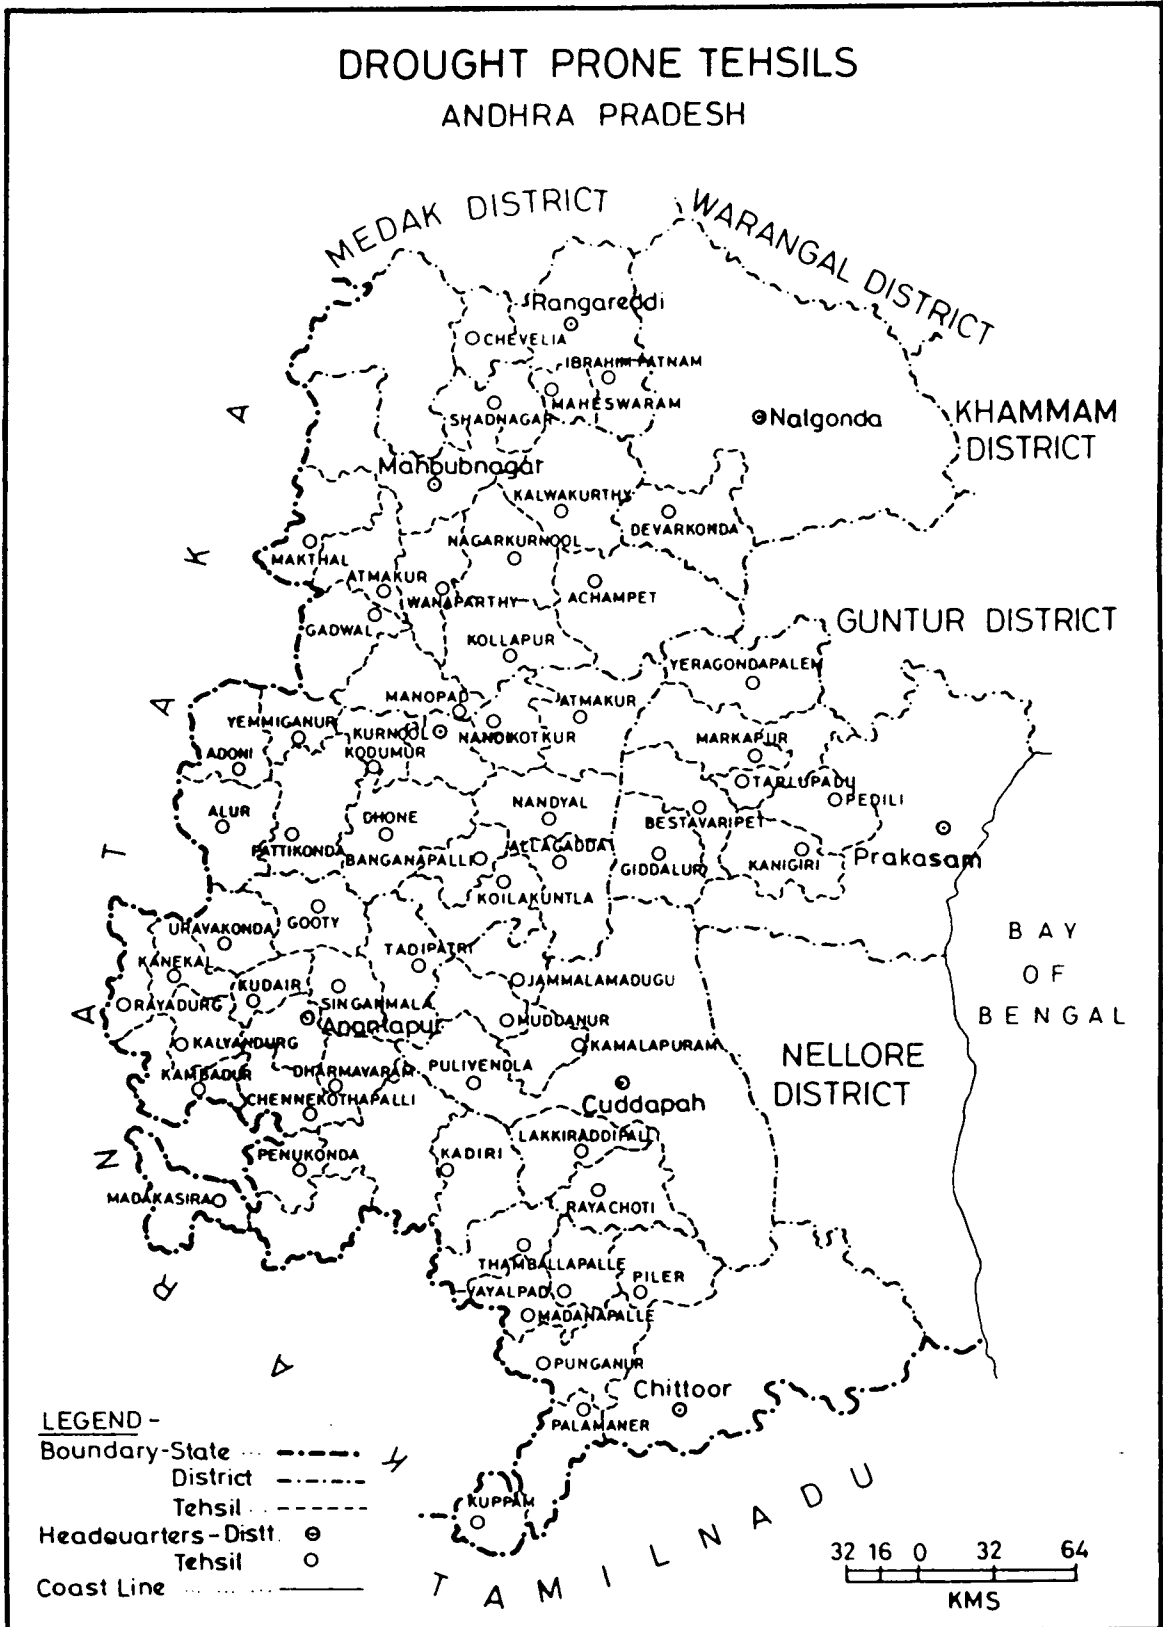 DROUGHT PRONE TEHSILS
ANDHRA PRADESH
MEDAK DISTRICT
WARANGAL DISTRICT
Rangareddi
CHEVELIA
IBRAHIM PATNAM
MAHESWARAM
SHADNAGAR
Nalgonda
KHAMMAM
DISTRICT
Mahbubnagar
KALWAKURTHY
DEVARKONDA
NAGARKURNOOL
MAKTHAL
ATMAKUR
WANAPARTHY
ACHAMPET
GADWAL
KOLLAPUR
GUNTUR DISTRICT
YERAGONDAPALEM
MANOPAD
ATMAKUR
YEMMIGANUR
KURNOOL
NANDIKOTKUR
MARKAPUR
ADONI
KODUMUR
TARLUPADU
PEDILI
ALUR
DHONE
NANDYAL
BESTAVARIPET
PATTIKONDA
BANGANAPALLI
ALLAGADDA
GIDDALUR
KANIGIRI
Prakasam
KOILAKUNTLA
URAVAKONDA
GOOTY
TADIPATRI
KANEKAL
KUDAIR
SINGANMALA
JAMMALAMADUGU
RAYADURG
Anantapur
MUDDANUR
BAY
OF
BENGAL
KALYANDURG
KAMALAPURAM
NELLORE
DISTRICT
KAMBADUR
DHARMAVARAM
PULIVENDLA
CHENNEKOTHAPALLI
Cuddapah
LAKKIRADDIPALLI
PENUKONDA
KADIRI
MADAKASIRA
RAYACHOTI
THAMBALLAPALLE
PILER
VAYALPAD
MADANAPALLE
PUNGANUR
Chittoor
PALAMANER
KUPPAM
KARNATAKA
TAMILNADU
LEGEND -
Boundary-State
District
Tehsil
Headquarters-Distt.
Tehsil
Coast Line
32 16 0 32 64
KMS